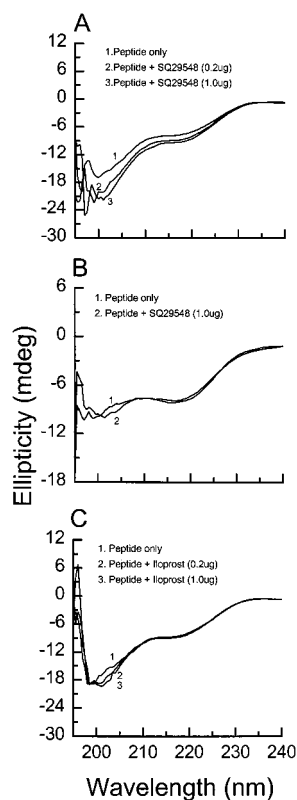 A
1.Peptide only
2.Peptide + SQ29548 (0.2ug)
3.Peptide + SQ29548 (1.0ug)
12
6
0
-6
-12
-18
-24
-30
1
2
3
B
1. Peptide only
2. Peptide + SQ29548 (1.0ug)
6
0
-6
-12
-18
1
2
Ellipticity (mdeg)
C
1. Peptide only
2. Peptide + Iloprost (0.2ug)
3. Peptide + Iloprost (1.0ug)
12
6
0
-6
-12
-18
-24
-30
1
2
3
200 210 220 230 240
Wavelength (nm)